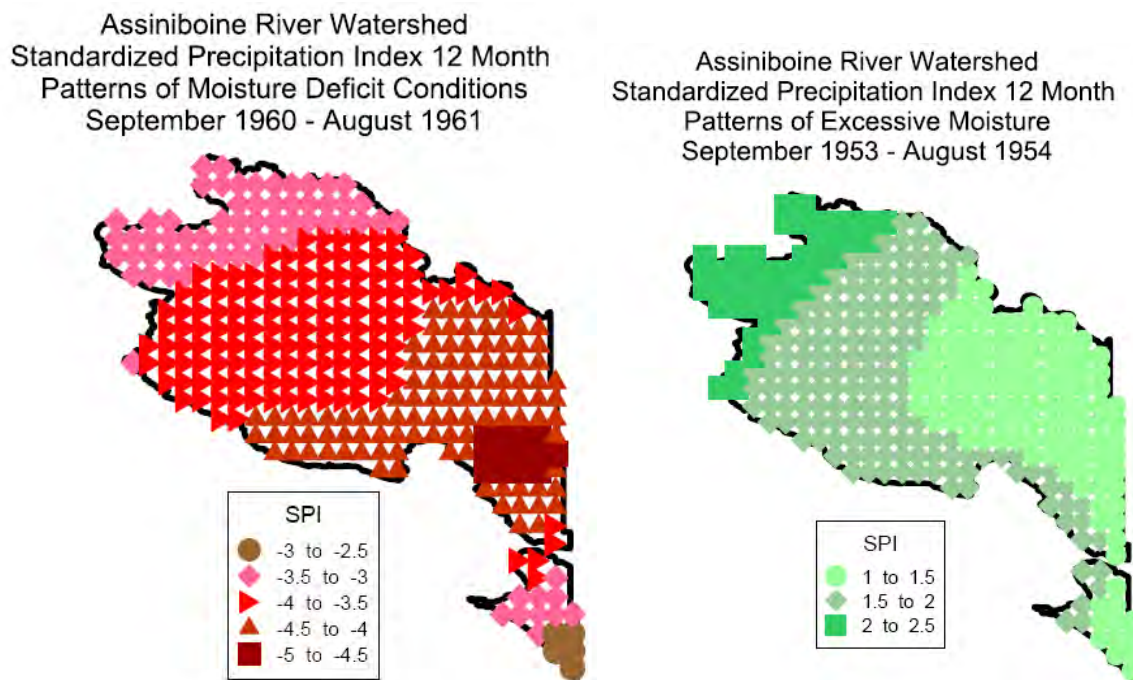 Assiniboine River Watershed
Standardized Precipitation Index 12 Month
Patterns of Moisture Deficit Conditions
September 1960 - August 1961
SPI
-3 to -2.5
-3.5 to -3
-4 to -3.5
-4.5 to -4
-5 to -4.5
Assiniboine River Watershed
Standardized Precipitation Index 12 Month
Patterns of Excessive Moisture
September 1953 - August 1954
SPI
1 to 1.5
1.5 to 2
2 to 2.5